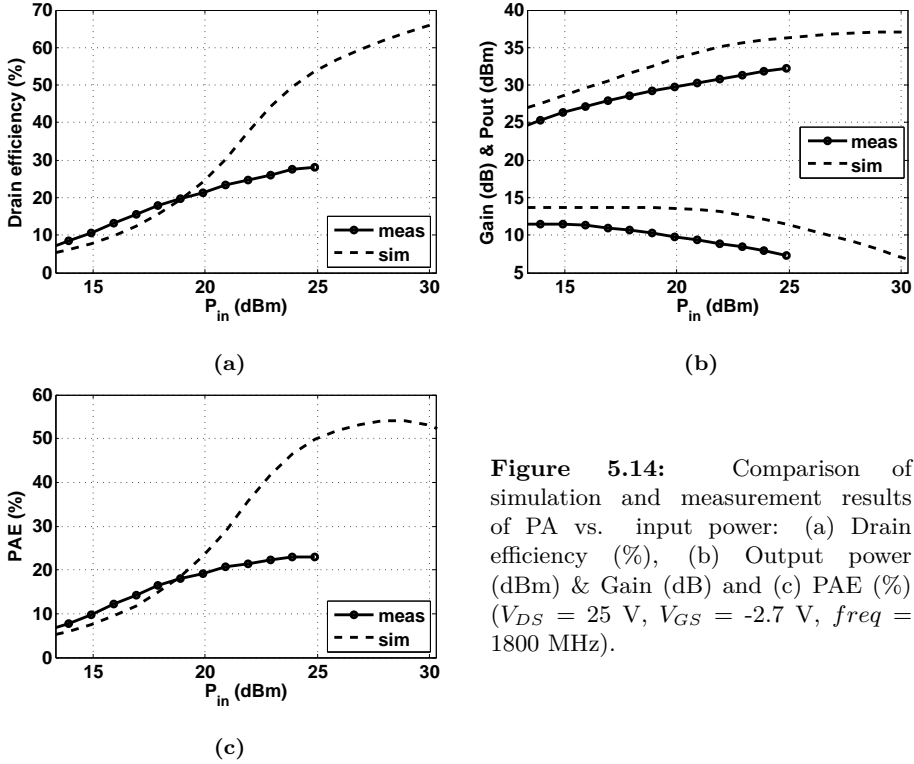 70
60
50
40
30
20
10
0
Drain efficiency (%)
15
20
25
30
P_in (dBm)
meas
sim
(a)
40
35
30
25
20
15
10
5
Gain (dB) & Pout (dBm)
15
20
25
30
P_in (dBm)
meas
sim
(b)
60
50
40
30
20
10
0
PAE (%)
15
20
25
30
P_in (dBm)
meas
sim
(c)
Figure 5.14: Comparison of
simulation and measurement results
of PA vs. input power: (a) Drain
efficiency (%), (b) Output power
(dBm) & Gain (dB) and (c) PAE (%)
(V_DS = 25 V, V_GS = -2.7 V, freq =
1800 MHz).